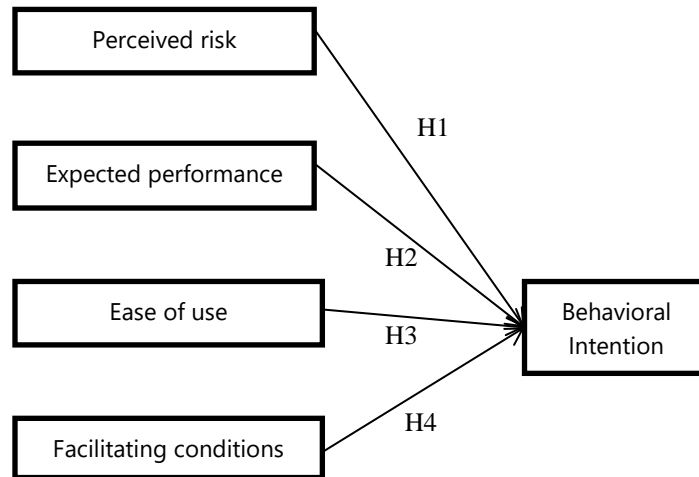 Perceived risk
H1
Expected performance
H2
Ease of use
Behavioral
Intention
H3
H4
Facilitating conditions